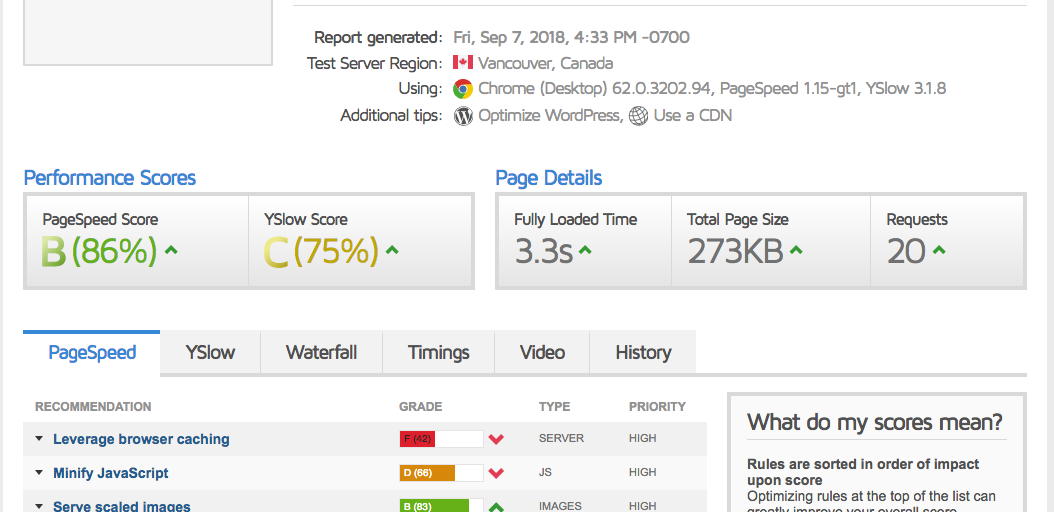 Report generated: Fri, Sep 7, 2018, 4:33 PM -0700
Test Server Region: Vancouver, Canada
Using: Chrome (Desktop) 62.0.3202.94, PageSpeed 1.15-gt1, YSlow 3.1.8
Additional tips: Optimize WordPress, Use a CDN
Performance Scores
PageSpeed Score
B (86%)
YSlow Score
C (75%)
Page Details
Fully Loaded Time
3.3s
Total Page Size
273KB
Requests
20
PageSpeed YSlow Waterfall Timings Video History
RECOMMENDATION GRADE TYPE PRIORITY
Leverage browser caching F (42) SERVER HIGH
Minify JavaScript D (66) JS HIGH
Serve scaled images B (83) IMAGES HIGH
What do my scores mean?
Rules are sorted in order of impact
upon score
Optimizing rules at the top of the list can
greatly improve your overall score.